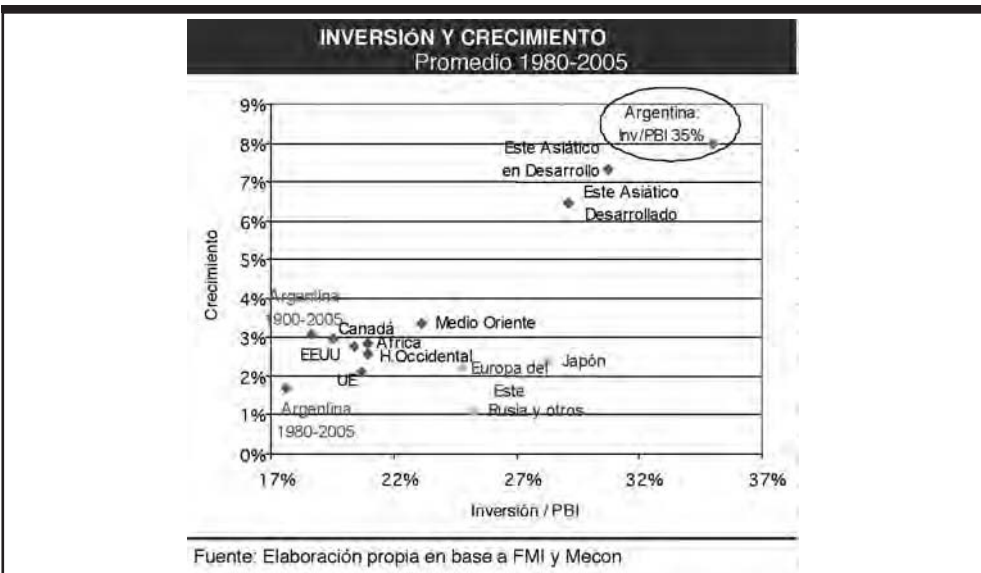 INVERSIóN Y CRECIMIENTO
Promedio 1980-2005
9%
8%
7%
6%
5%
4%
3%
2%
1%
0%
Crecimiento
Argentina:
Inv/PBI 35%
Este Asiático
en Desarrollo
Este Asiático
Desarrollado
Argentina
1900-2005
Canadá
Medio Oriente
EEUU
Africa
H.Occidental
UE
Europa del
Este
Japón
Rusia y otros
Argentina
1980-2005
17%
22%
27%
32%
37%
Inversión / PBI
Fuente: Elaboración propia en base a FMI y Mecon